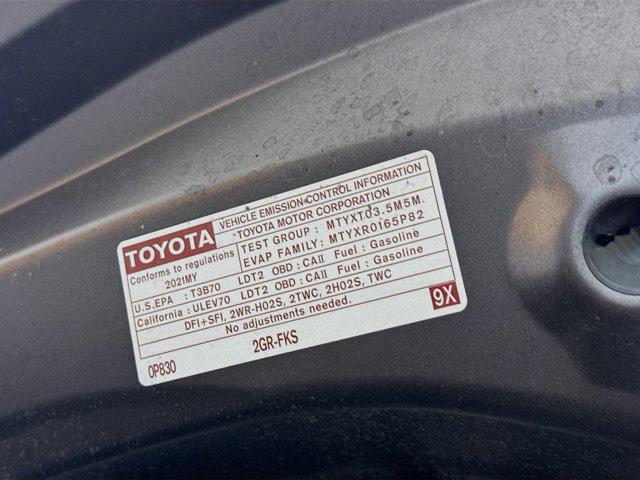 TOYOTA VEHICLE EMISSION CONTROL INFORMATION
TOYOTA MOTOR CORPORATION
Conforms to regulations TEST GROUP : MTYXT03.5M5M.
2021MY EVAP FAMILY : MTYXR0165P82
U.S.EPA : T3B70 LDT2 OBD : CAII Fuel : Gasoline
California : ULEV70 LDT2 OBD : CAII Fuel : Gasoline
DFI+SFI, 2WR-HO2S, 2TWC, 2HO2S, TWC
No adjustments needed. 9X
0P830 2GR-FKS